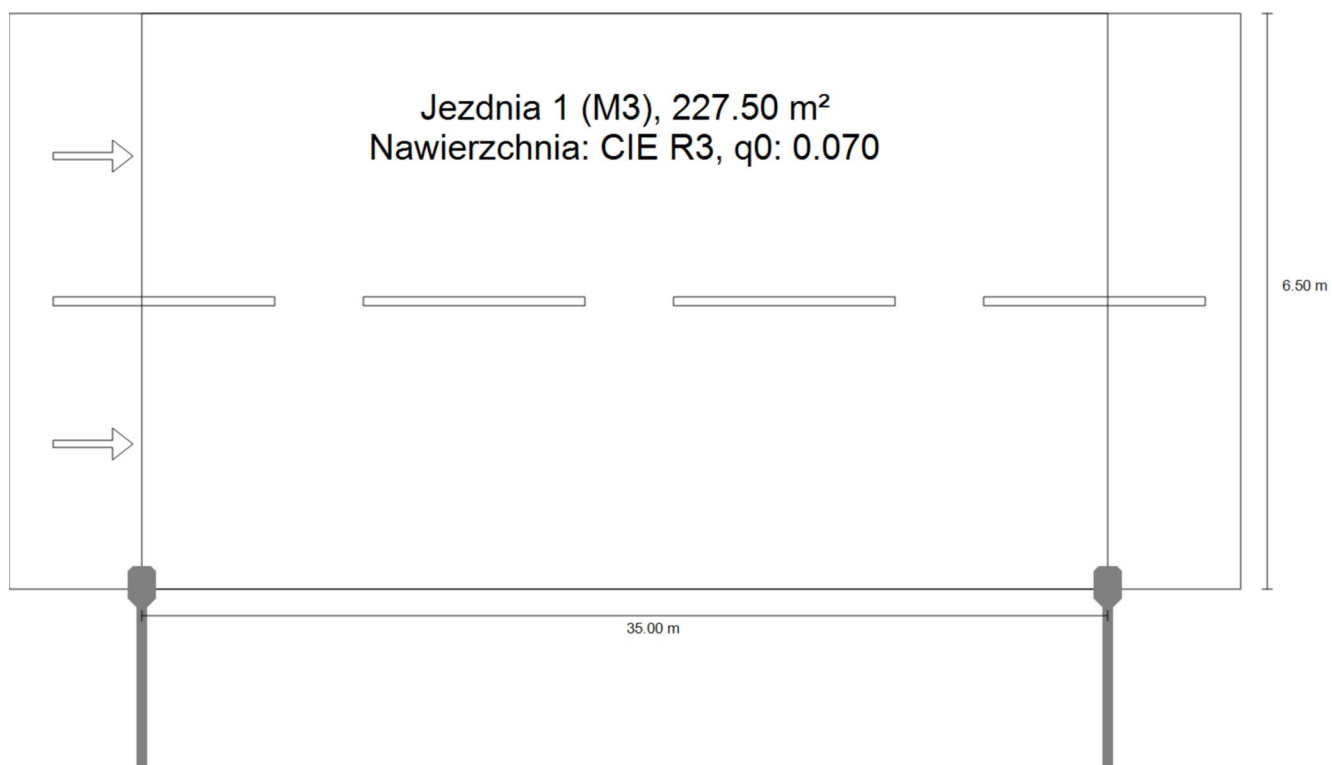 Jezdnia 1 (M3), 227.50 m²
Nawierzchnia: CIE R3, q0: 0.070
6.50 m
35.00 m